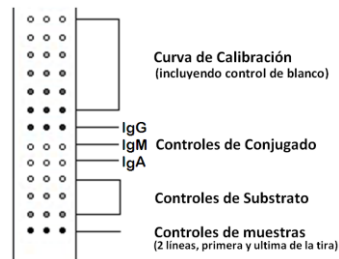 Curva de Calibración
(incluyendo control de blanco)
IgG
IgM Controles de Conjugado
IgA
Controles de Substrato
Controles de muestras
(2 líneas, primera y ultima de la tira)